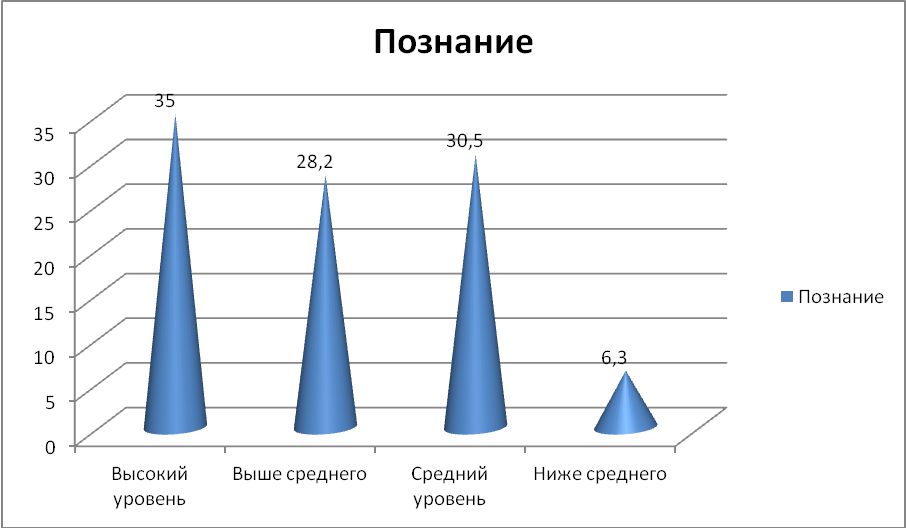 Познание
35
28,2
30,5
6,3
35
30
25
20
15
10
5
0
Высокий
уровень
Выше среднего
Средний
уровень
Ниже среднего
Познание